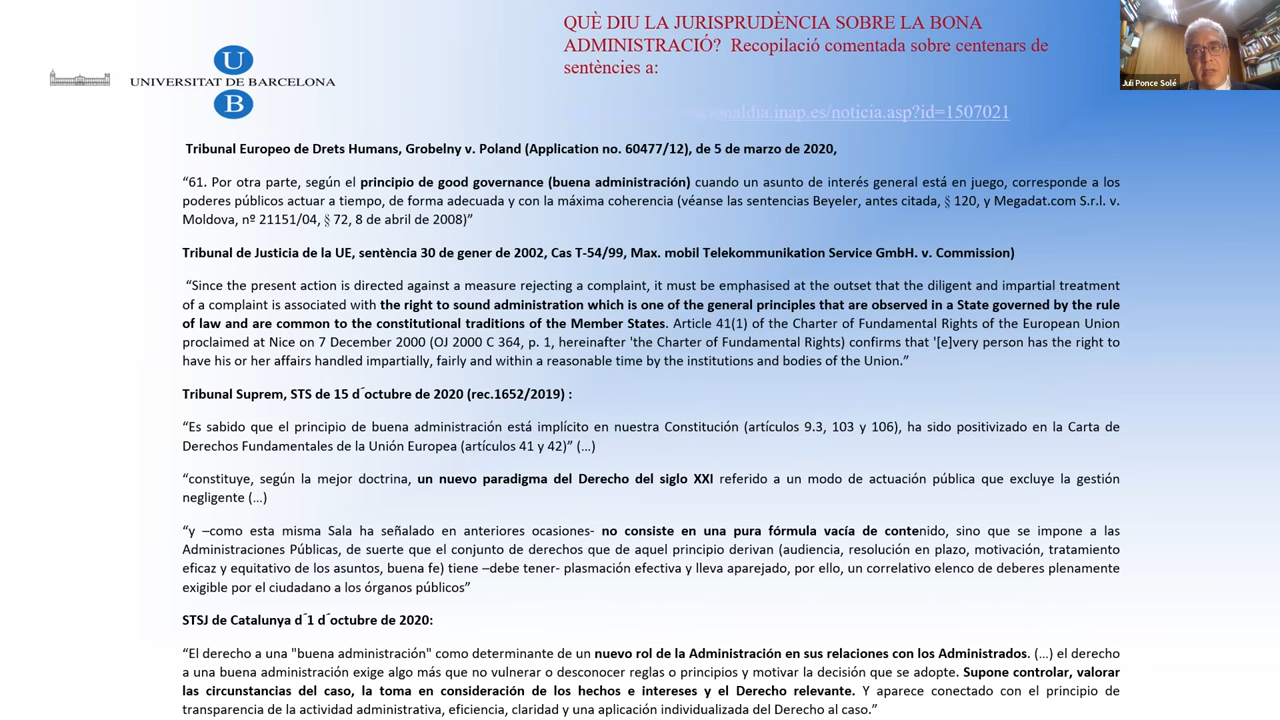 U
UNIVERSITAT DE BARCELONA
B
QUÈ DIU LA JURISPRUDÈNCIA SOBRE LA BONA
ADMINISTRACIÓ? Recopilació comentada sobre centenars de
sentències a:
inap.es/noticia.asp?id=1507021
Juli Ponce Solé
Tribunal Europeo de Drets Humans, Grobelny v. Poland (Application no. 60477/12), de 5 de marzo de 2020,
“61. Por otra parte, según el principio de good governance (buena administración) cuando un asunto de interés general está en juego, corresponde a los
poderes públicos actuar a tiempo, de forma adecuada y con la máxima coherencia (véanse las sentencias Beyeler, antes citada, § 120, y Megadat.com S.r.l. v.
Moldova, nº 21151/04, § 72, 8 de abril de 2008)”
Tribunal de Justicia de la UE, sentència 30 de gener de 2002, Cas T-54/99, Max. mobil Telekommunikation Service GmbH. v. Commission)
“Since the present action is directed against a measure rejecting a complaint, it must be emphasised at the outset that the diligent and impartial treatment
of a complaint is associated with the right to sound administration which is one of the general principles that are observed in a State governed by the rule
of law and are common to the constitutional traditions of the Member States. Article 41(1) of the Charter of Fundamental Rights of the European Union
proclaimed at Nice on 7 December 2000 (OJ 2000 C 364, p. 1, hereinafter 'the Charter of Fundamental Rights) confirms that '[e]very person has the right to
have his or her affairs handled impartially, fairly and within a reasonable time by the institutions and bodies of the Union.”
Tribunal Suprem, STS de 15 d´octubre de 2020 (rec.1652/2019) :
“Es sabido que el principio de buena administración está implícito en nuestra Constitución (artículos 9.3, 103 y 106), ha sido positivizado en la Carta de
Derechos Fundamentales de la Unión Europea (artículos 41 y 42)” (...)
“constituye, según la mejor doctrina, un nuevo paradigma del Derecho del siglo XXI referido a un modo de actuación pública que excluye la gestión
negligente (...)
“y –como esta misma Sala ha señalado en anteriores ocasiones- no consiste en una pura fórmula vacía de contenido, sino que se impone a las
Administraciones Públicas, de suerte que el conjunto de derechos que de aquel principio derivan (audiencia, resolución en plazo, motivación, tratamiento
eficaz y equitativo de los asuntos, buena fe) tiene –debe tener- plasmación efectiva y lleva aparejado, por ello, un correlativo elenco de deberes plenamente
exigible por el ciudadano a los órganos públicos”
STSJ de Catalunya d´1 d´octubre de 2020:
“El derecho a una "buena administración" como determinante de un nuevo rol de la Administración en sus relaciones con los Administrados. (...) el derecho
a una buena administración exige algo más que no vulnerar o desconocer reglas o principios y motivar la decisión que se adopte. Supone controlar, valorar
las circunstancias del caso, la toma en consideración de los hechos e intereses y el Derecho relevante. Y aparece conectado con el principio de
transparencia de la actividad administrativa, eficiencia, claridad y una aplicación individualizada del Derecho al caso.”